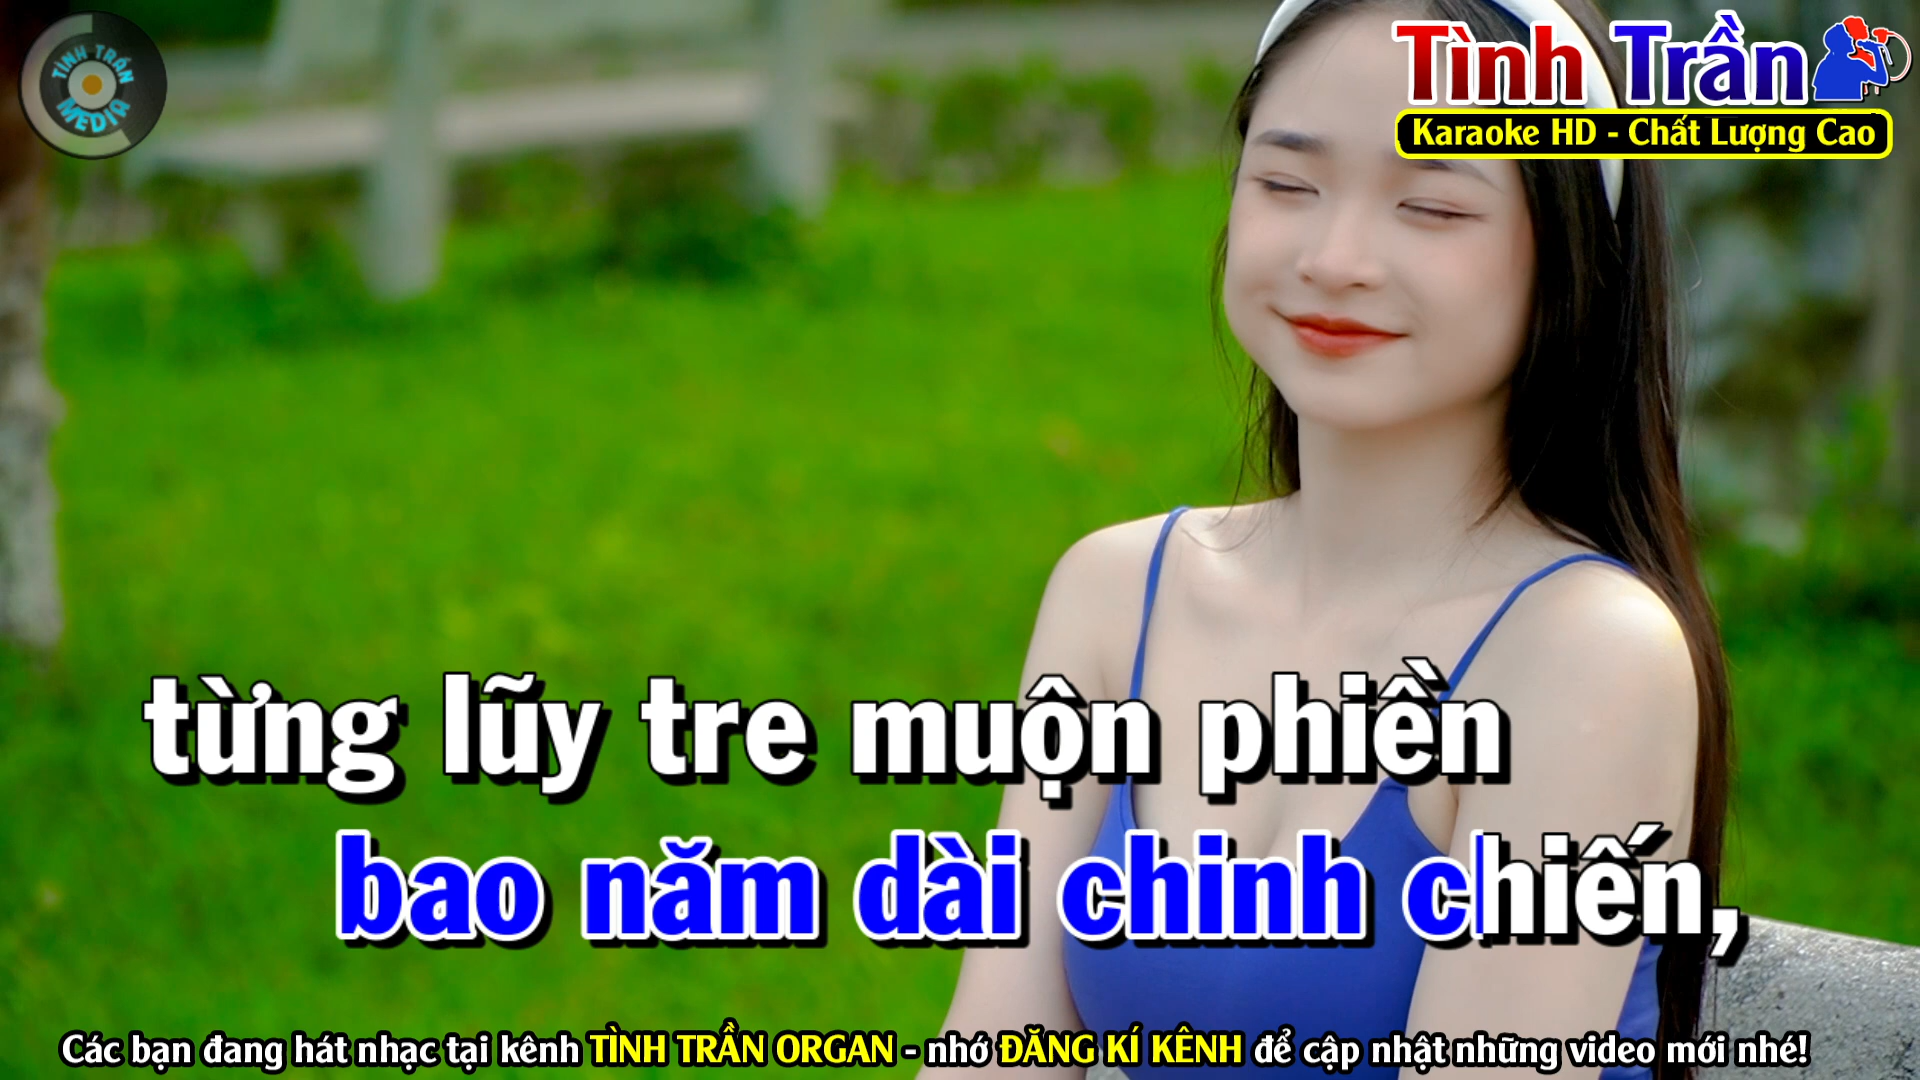 TÌNH TRẦN
MEDIA
Tình Trần
Karaoke HD - Chất Lượng Cao
từng lũy tre muộn phiền
bao năm dài chinh chiến,
Các bạn đang hát nhạc tại kênh TÌNH TRẦN ORGAN - nhớ ĐĂNG KÍ KÊNH để cập nhật những video mới nhé!